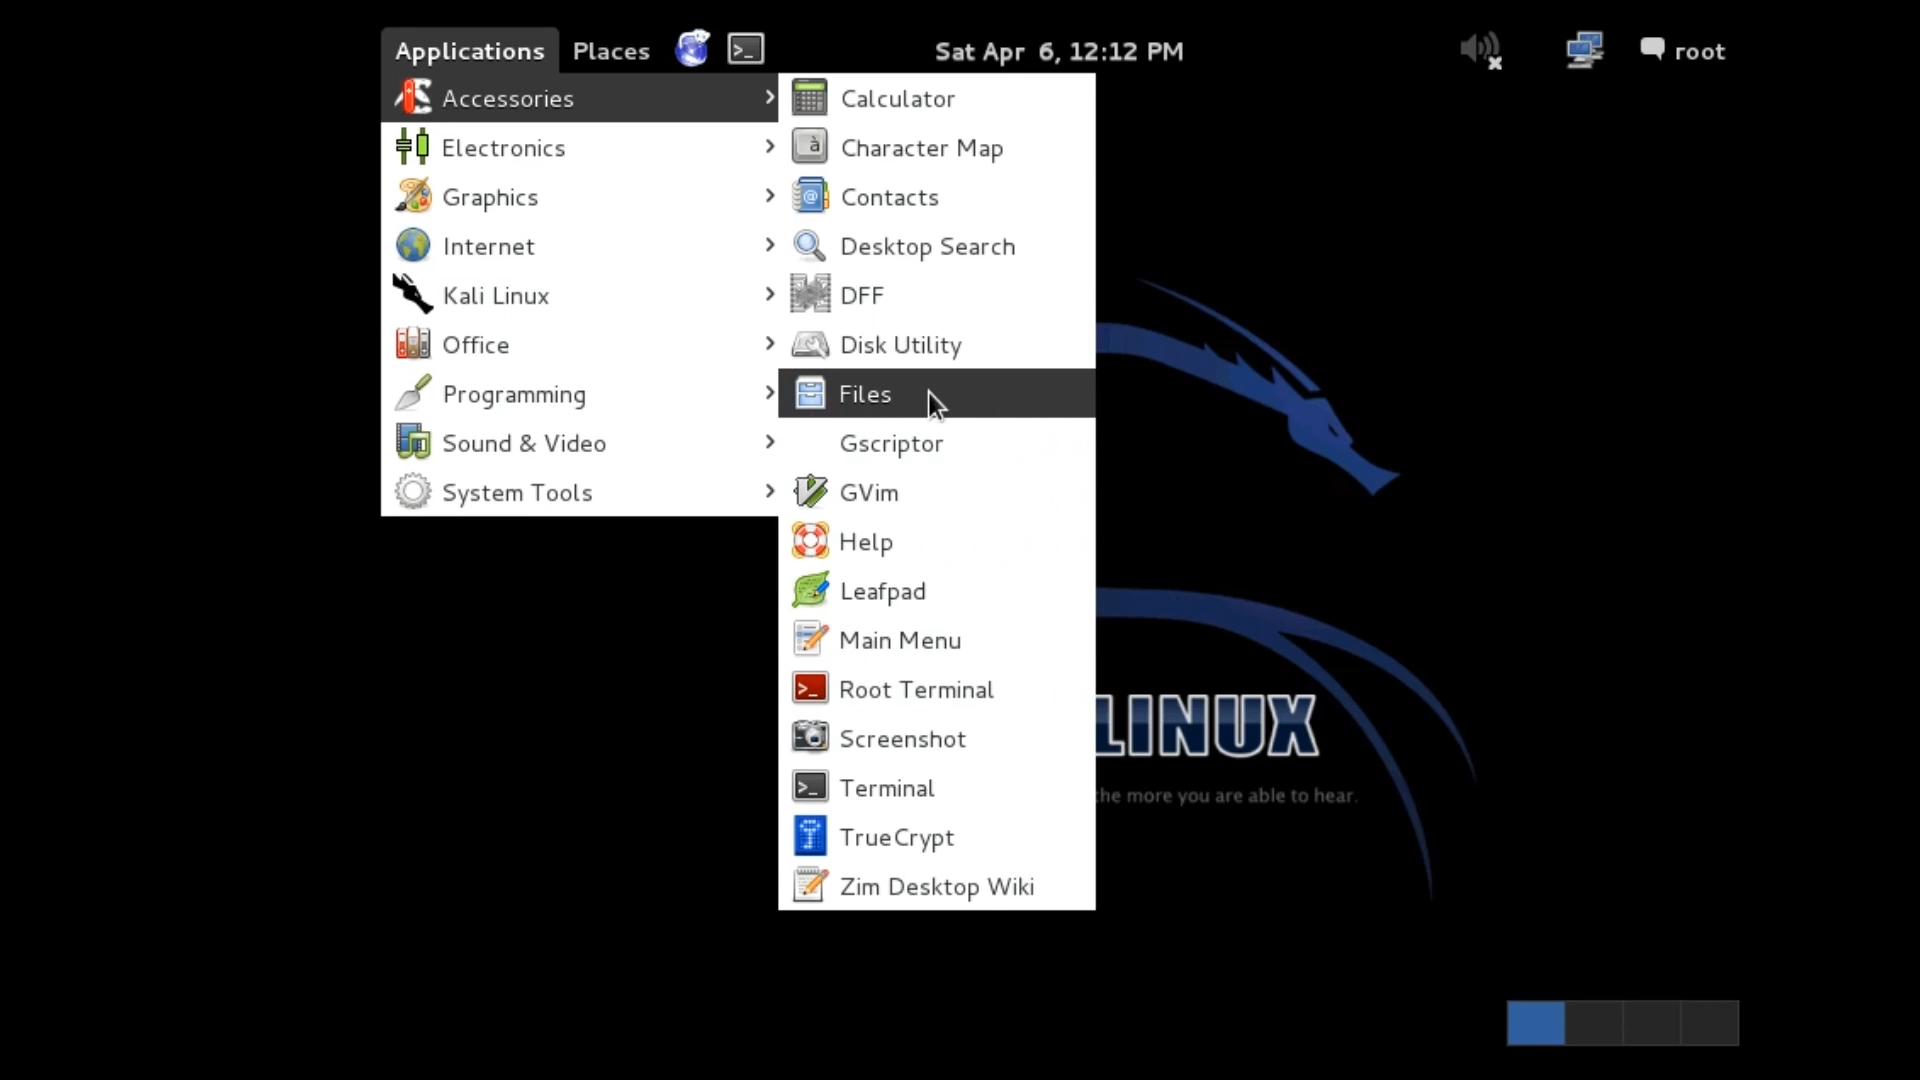 Applications Places Sat Apr 6, 12:12 PM root
Accessories
Electronics
Graphics
Internet
Kali Linux
Office
Programming
Sound & Video
System Tools
Calculator
Character Map
Contacts
Desktop Search
DFF
Disk Utility
Files
Gscriptor
GVim
Help
Leafpad
Main Menu
Root Terminal
Screenshot
Terminal
TrueCrypt
Zim Desktop Wiki
LINUX
the more you are able to hear.